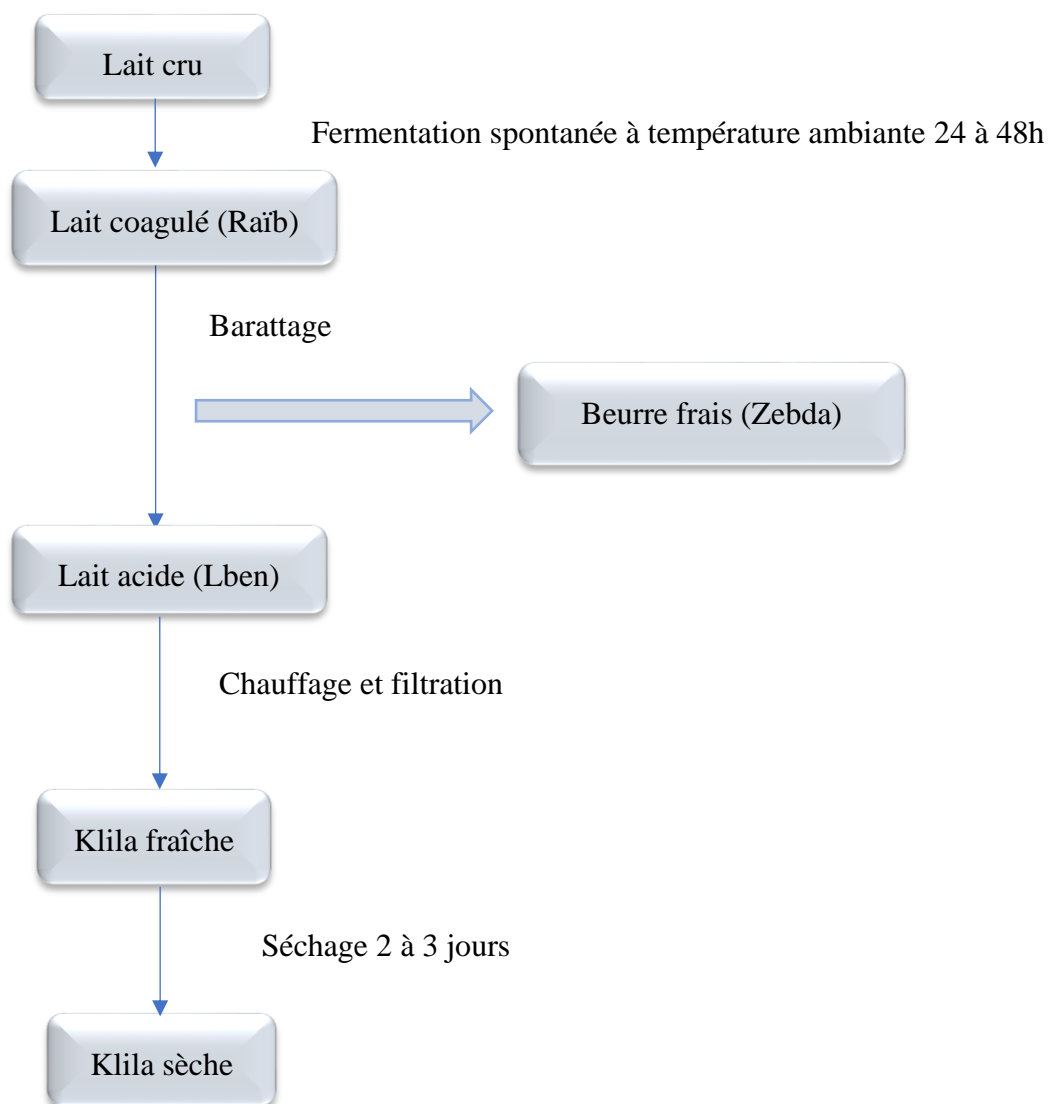 Lait cru
Fermentation spontanée à température ambiante 24 à 48h
Lait coagulé (Raïb)
Barattage
Beurre frais (Zebda)
Lait acide (Lben)
Chauffage et filtration
Klila fraîche
Séchage 2 à 3 jours
Klila sèche